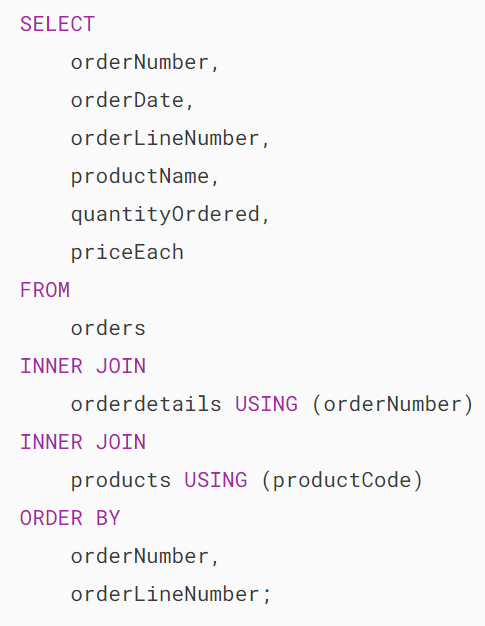 SELECT
    orderNumber,
    orderDate,
    orderLineNumber,
    productName,
    quantityOrdered,
    priceEach
FROM
    orders
INNER JOIN
    orderdetails USING (orderNumber)
INNER JOIN
    products USING (productCode)
ORDER BY
    orderNumber,
    orderLineNumber;